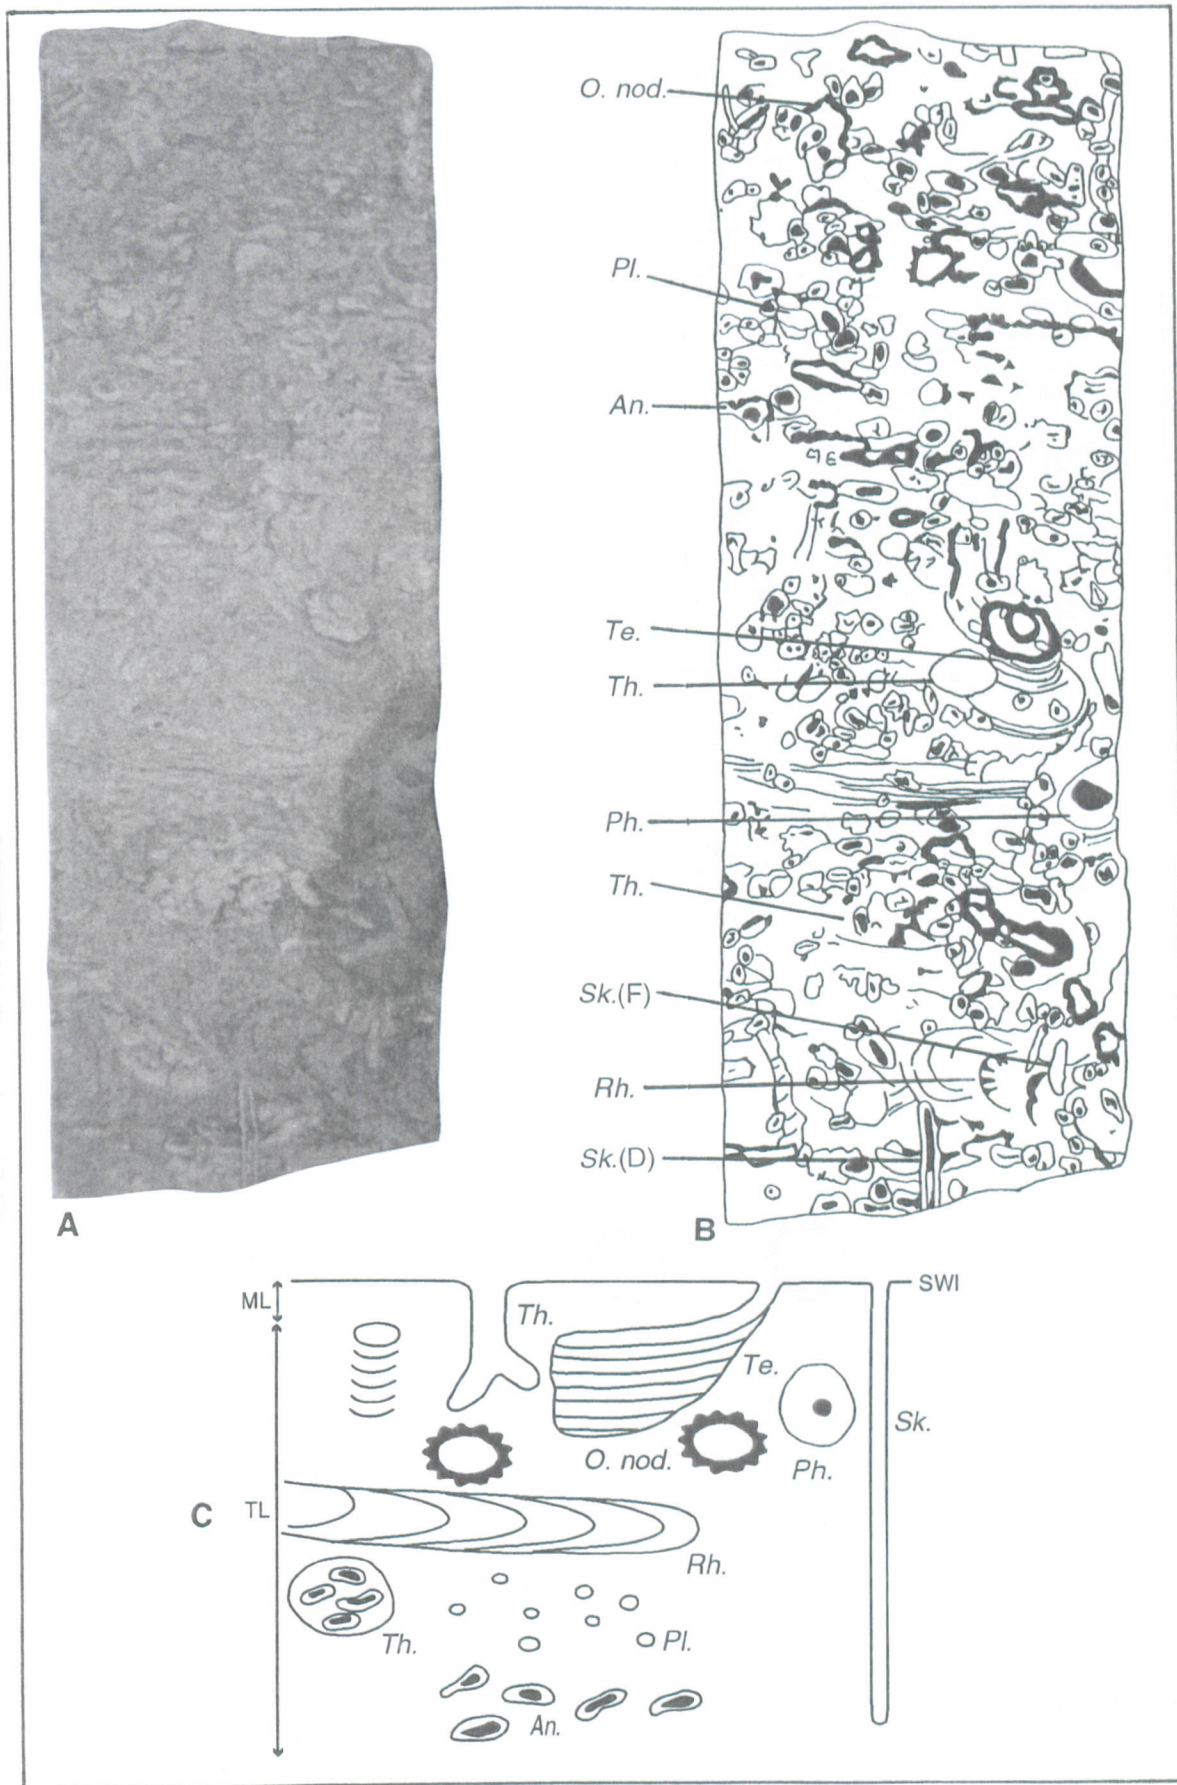 O. nod.
Pl.
An.
Te.
Th.
Ph.
Th.
Sk.(F)
Rh.
Sk.(D)
A
B
ML
SWI
Th.
Te.
Sk.
O. nod.
Ph.
C
TL
Rh.
Th.
Pl.
An.